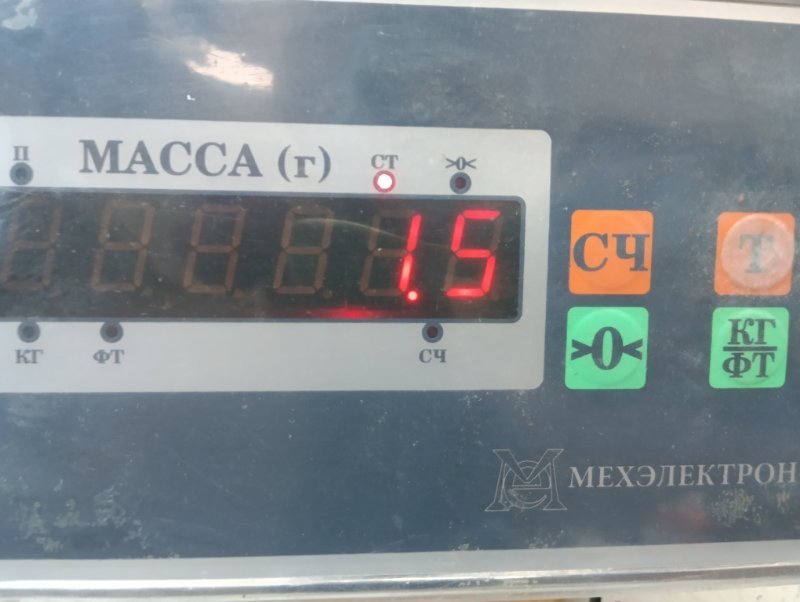 П МАССА (г) СТ >0<
1.5
КГ ФТ СЧ
СЧ Т
>0< КГ
ФТ
МЕХЭЛЕКТРОН